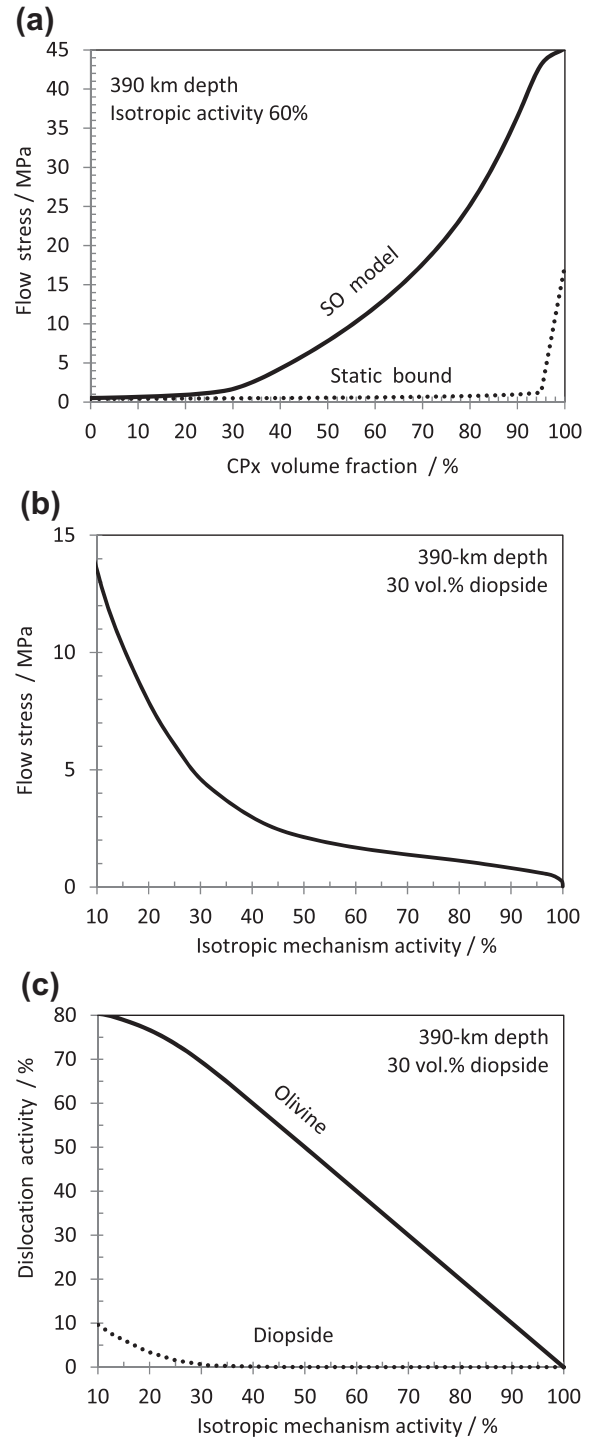 (a)
45
40
35
30
25
20
15
10
5
0
Flow stress / MPa
390 km depth
Isotropic activity 60%
SO model
Static bound
0 10 20 30 40 50 60 70 80 90 100
CPx volume fraction / %
(b)
15
10
5
0
Flow stress / MPa
390-km depth
30 vol.% diopside
10 20 30 40 50 60 70 80 90 100
Isotropic mechanism activity / %
(c)
80
70
60
50
40
30
20
10
0
Dislocation activity / %
390-km depth
30 vol.% diopside
Olivine
Diopside
10 20 30 40 50 60 70 80 90 100
Isotropic mechanism activity / %